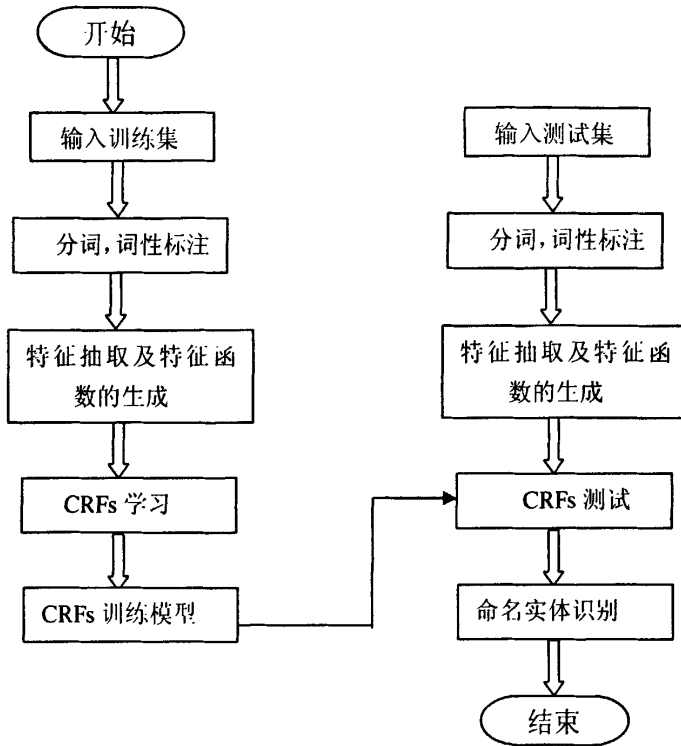 开始
输入训练集
分词,词性标注
特征抽取及特征函
数的生成
CRFs 学习
CRFs 训练模型
输入测试集
分词,词性标注
特征抽取及特征函
数的生成
CRFs 测试
命名实体识别
结束